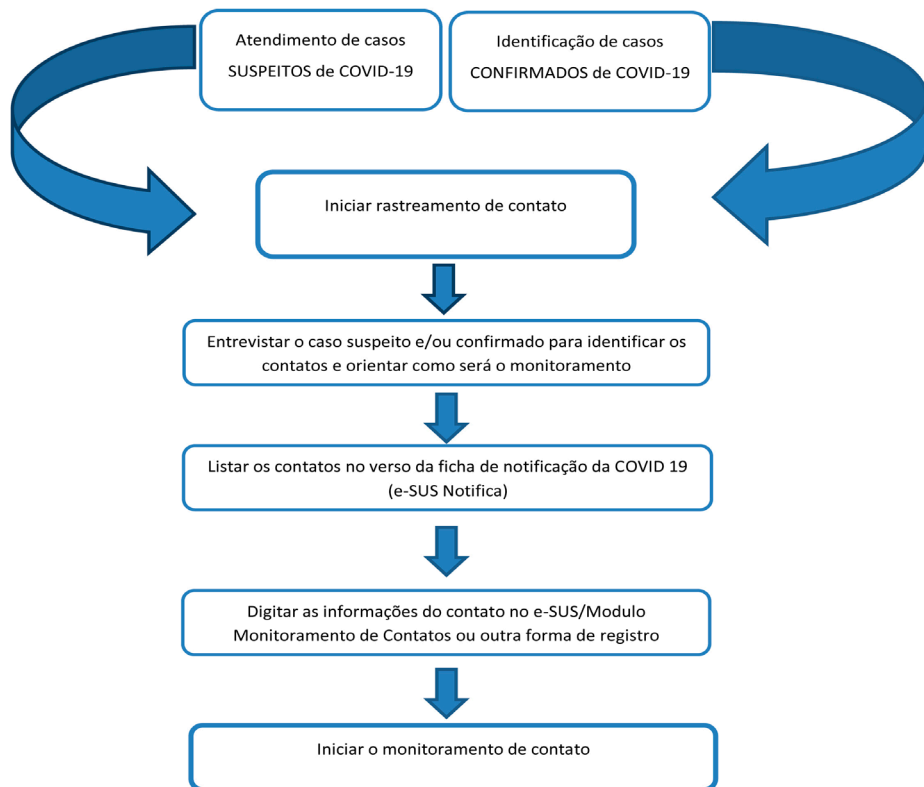 Atendimento de casos
SUSPEITOS de COVID-19
Identificação de casos
CONFIRMADOS de COVID-19
Iniciar rastreamento de contato
Entrevistar o caso suspeito e/ou confirmado para identificar os
contatos e orientar como será o monitoramento
Listar os contatos no verso da ficha de notificação da COVID 19
(e-SUS Notifica)
Digitar as informações do contato no e-SUS/Modulo
Monitoramento de Contatos ou outra forma de registro
Iniciar o monitoramento de contato